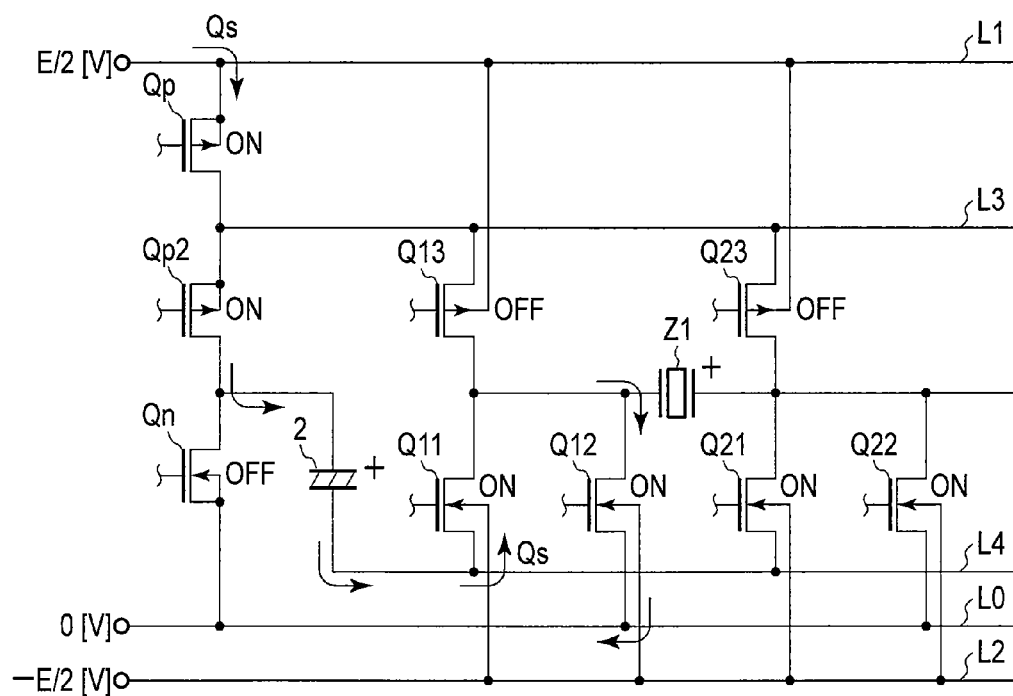 Qs
L1
E/2 [V]
Qp
ON
L3
Qp2
Q13
Q23
ON
OFF
OFF
Z1
+
Qn
2
+
Q11
Q12
Q21
Q22
OFF
ON
ON
ON
ON
Qs
L4
0 [V]
L0
−E/2 [V]
L2